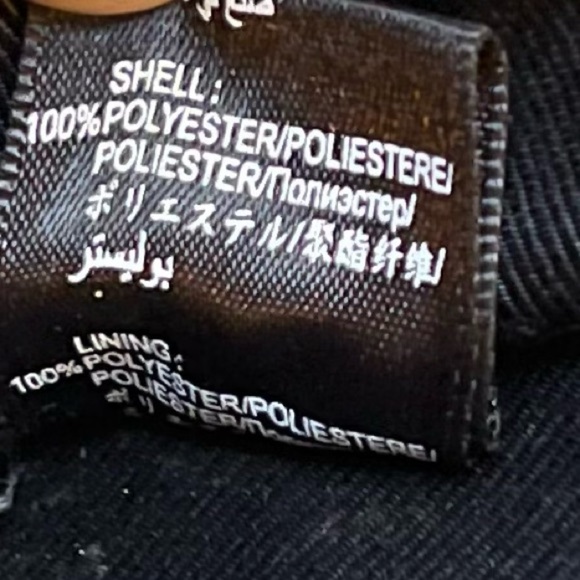 SHELL:
100%POLYESTER/POLIESTERE/
POLIESTER/Полиэстер/
ポリエステル/聚酯纤维/
بوليستر
LINING:
100%POLYESTER/POLIESTERE/
POLIESTER/